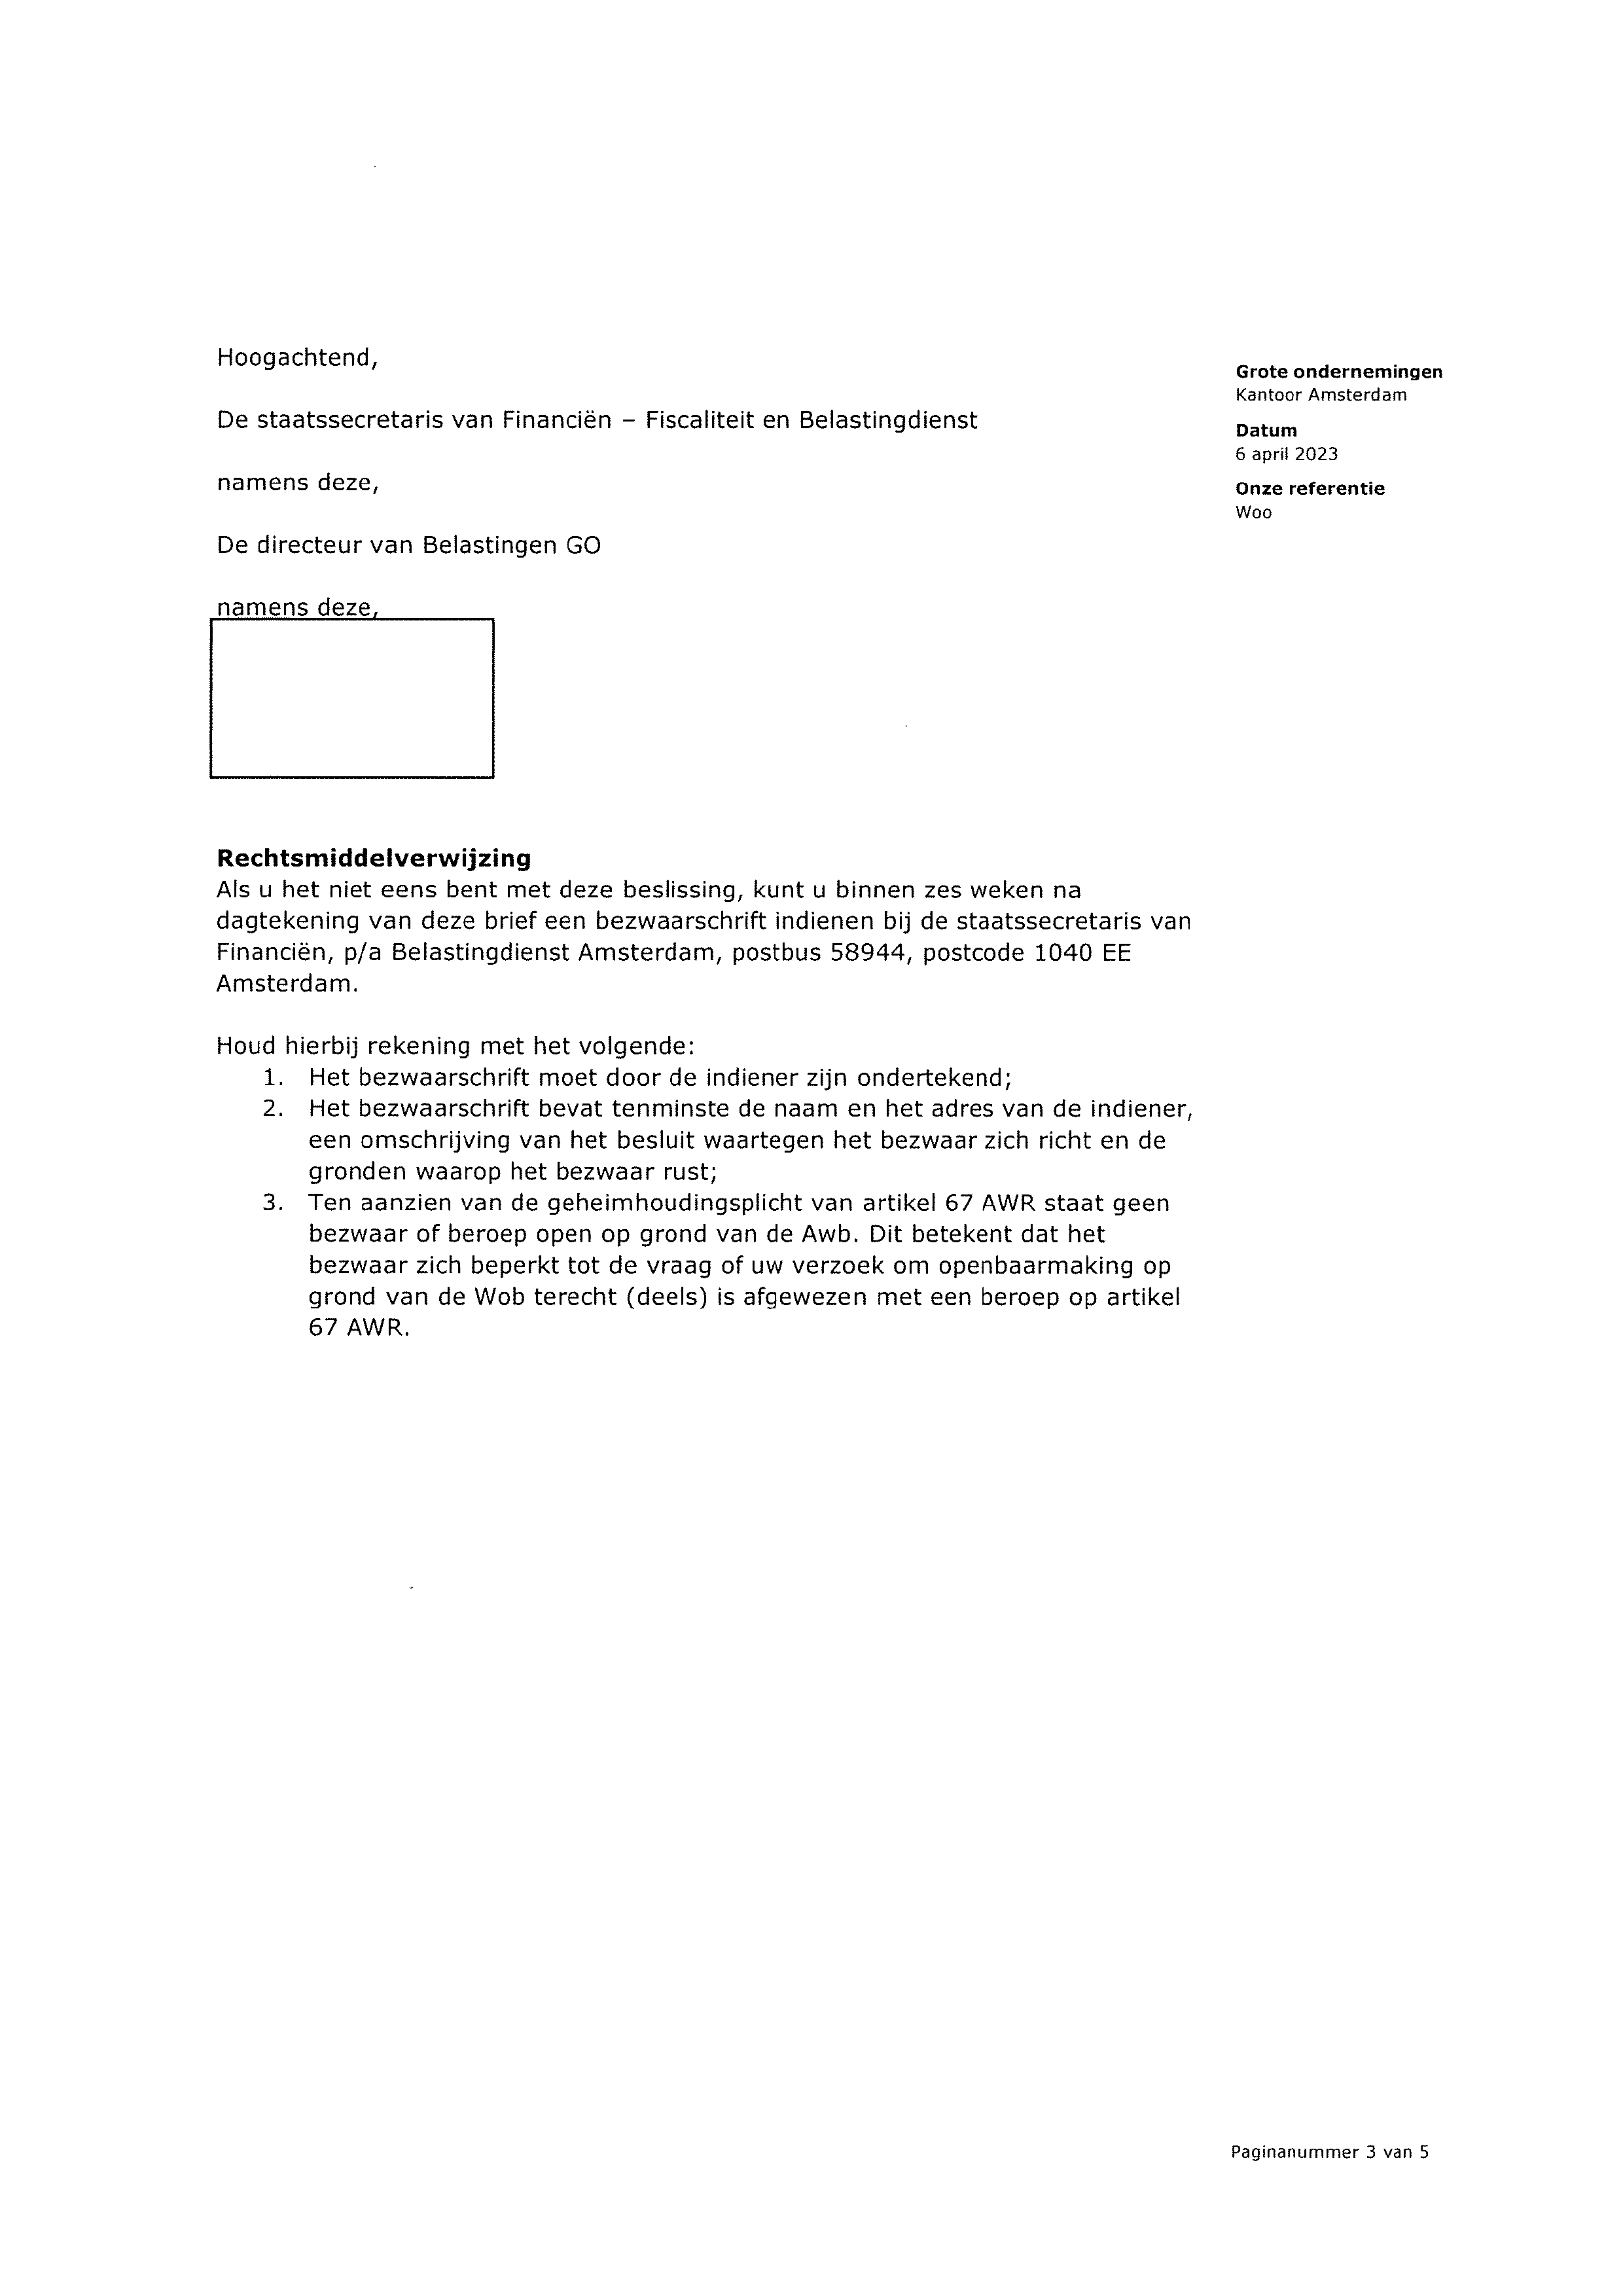 Hoogachtend,
De staatssecretaris van Financiën – Fiscaliteit en Belastingdienst
namens deze,
De directeur van Belastingen GO
namens deze,
Grote ondernemingen
Kantoor Amsterdam
Datum
6 april 2023
Onze referentie
Woo
Rechtsmiddelverwijzing
Als u het niet eens bent met deze beslissing, kunt u binnen zes weken na
dagtekening van deze brief een bezwaarschrift indienen bij de staatssecretaris van
Financiën, p/a Belastingdienst Amsterdam, postbus 58944, postcode 1040 EE
Amsterdam.
Houd hierbij rekening met het volgende:
1. Het bezwaarschrift moet door de indiener zijn ondertekend;
2. Het bezwaarschrift bevat tenminste de naam en het adres van de indiener,
een omschrijving van het besluit waartegen het bezwaar zich richt en de
gronden waarop het bezwaar rust;
3. Ten aanzien van de geheimhoudingsplicht van artikel 67 AWR staat geen
bezwaar of beroep open op grond van de Awb. Dit betekent dat het
bezwaar zich beperkt tot de vraag of uw verzoek om openbaarmaking op
grond van de Wob terecht (deels) is afgewezen met een beroep op artikel
67 AWR.
Paginanummer 3 van 5